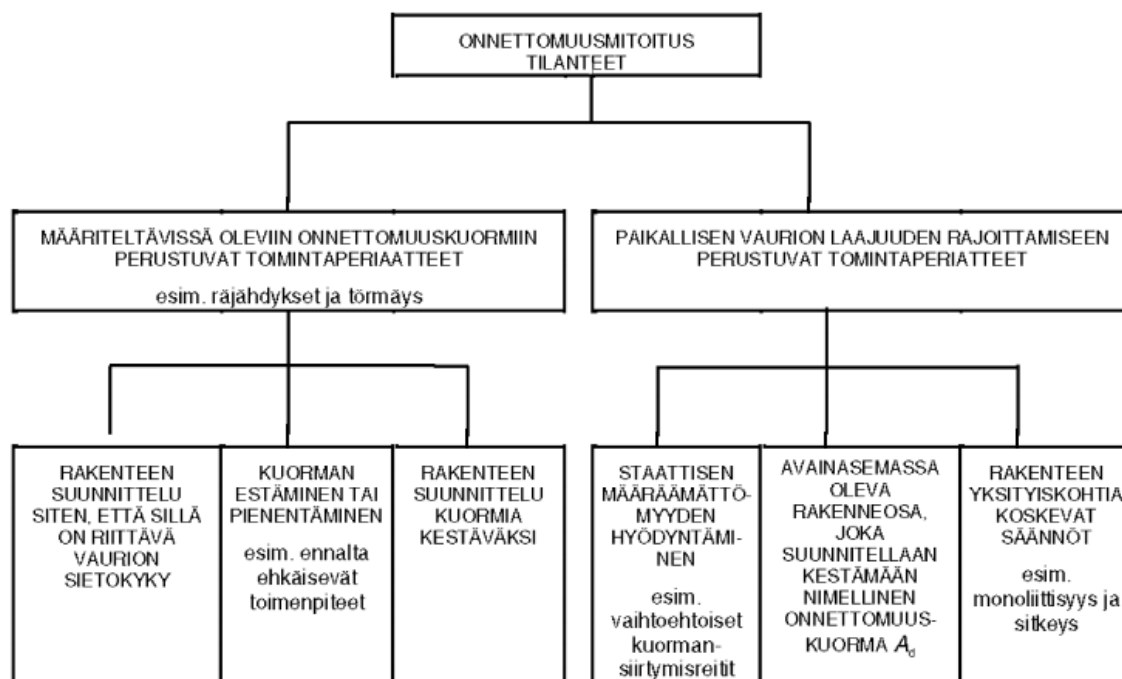 ONNETTOMUUSMITOITUS
TILANTEET
MÄÄRITELTÄVISSÄ OLEVIIN ONNETTOMUUSKUORMIIN
PERUSTUVAT TOIMINTAPERIAATTEET
esim. räjähdykset ja törmäys
PAIKALLISEN VAURION LAAJUUDEN RAJOITTAMISEEN
PERUSTUVAT TOMINTAPERIATTEET
RAKENTEEN
SUUNNITTELU
SITEN, ETTÄ SILLÄ
ON RIITTÄVÄ
VAURION
SIETOKYKY
KUORMAN
ESTÄMINEN TAI
PIENENTÄMINEN
esim. ennalta
ehkäisevät
toimenpiteet
RAKENTEEN
SUUNNITTELU
KUORMIA
KESTÄVÄKSI
STAATTISEN
MÄÄRÄÄMÄTTÖ-
MYYDEN
HYÖDYNTÄMI-
NEN
esim.
vaihtoehtoiset
kuorman-
siirtymisreitit
AVAINASEMASSA
OLEVA
RAKENNEOSA,
JOKA
SUUNNITELLAAN
KESTÄMÄÄN
NIMELLINEN
ONNETTOMUUS-
KUORMA A_d
RAKENTEEN
YKSITYISKOHTIA
KOSKEVAT
SÄÄNNÖT
esim.
monoliittisyys ja
sitkeys